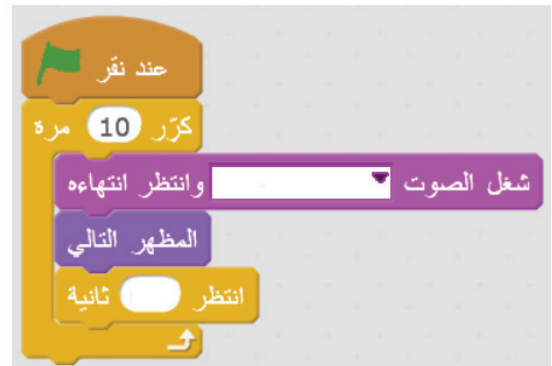 عند نقر
كرّر 10 مرة
شغل الصوت وانتظر انتهاءه
المظهر التالي
انتظر ثانية